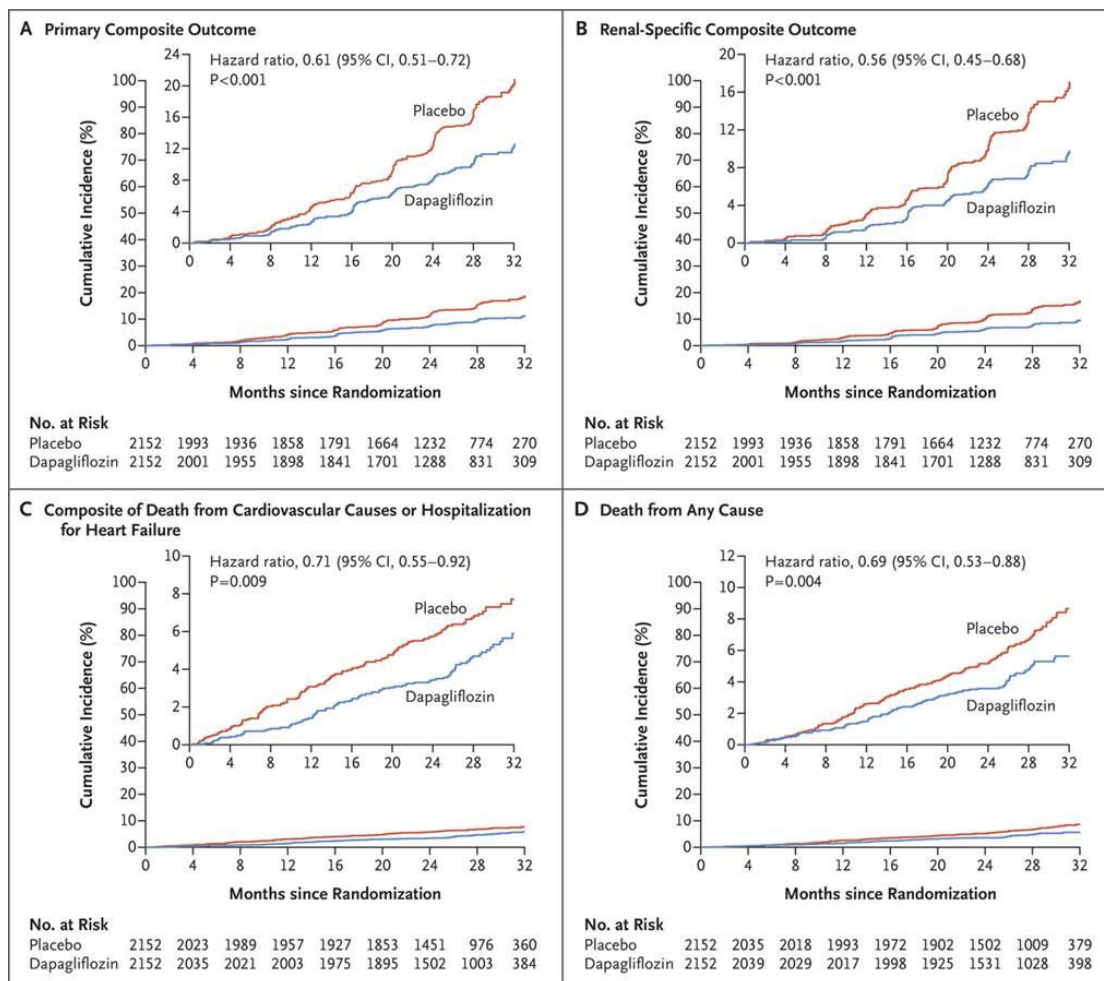 A Primary Composite Outcome
Hazard ratio, 0.61 (95% CI, 0.51–0.72)
P<0.001
Placebo
Dapagliflozin
24
20
16
12
8
4
0
0 4 8 12 16 20 24 28 32
Cumulative Incidence (%)
100
90
80
70
60
50
40
30
20
10
0
0 4 8 12 16 20 24 28 32
Months since Randomization
No. at Risk
Placebo 2152 1993 1936 1858 1791 1664 1232 774 270
Dapagliflozin 2152 2001 1955 1898 1841 1701 1288 831 309
B Renal-Specific Composite Outcome
Hazard ratio, 0.56 (95% CI, 0.45–0.68)
P<0.001
Placebo
Dapagliflozin
20
16
12
8
4
0
0 4 8 12 16 20 24 28 32
Cumulative Incidence (%)
100
90
80
70
60
50
40
30
20
10
0
0 4 8 12 16 20 24 28 32
Months since Randomization
No. at Risk
Placebo 2152 1993 1936 1858 1791 1664 1232 774 270
Dapagliflozin 2152 2001 1955 1898 1841 1701 1288 831 309
C Composite of Death from Cardiovascular Causes or Hospitalization
for Heart Failure
Hazard ratio, 0.71 (95% CI, 0.55–0.92)
P=0.009
Placebo
Dapagliflozin
10
8
6
4
2
0
0 4 8 12 16 20 24 28 32
Cumulative Incidence (%)
100
90
80
70
60
50
40
30
20
10
0
0 4 8 12 16 20 24 28 32
Months since Randomization
No. at Risk
Placebo 2152 2023 1989 1957 1927 1853 1451 976 360
Dapagliflozin 2152 2035 2021 2003 1975 1895 1502 1003 384
D Death from Any Cause
Hazard ratio, 0.69 (95% CI, 0.53–0.88)
P=0.004
Placebo
Dapagliflozin
12
10
8
6
4
2
0
0 4 8 12 16 20 24 28 32
Cumulative Incidence (%)
100
90
80
70
60
50
40
30
20
10
0
0 4 8 12 16 20 24 28 32
Months since Randomization
No. at Risk
Placebo 2152 2035 2018 1993 1972 1902 1502 1009 379
Dapagliflozin 2152 2039 2029 2017 1998 1925 1531 1028 398